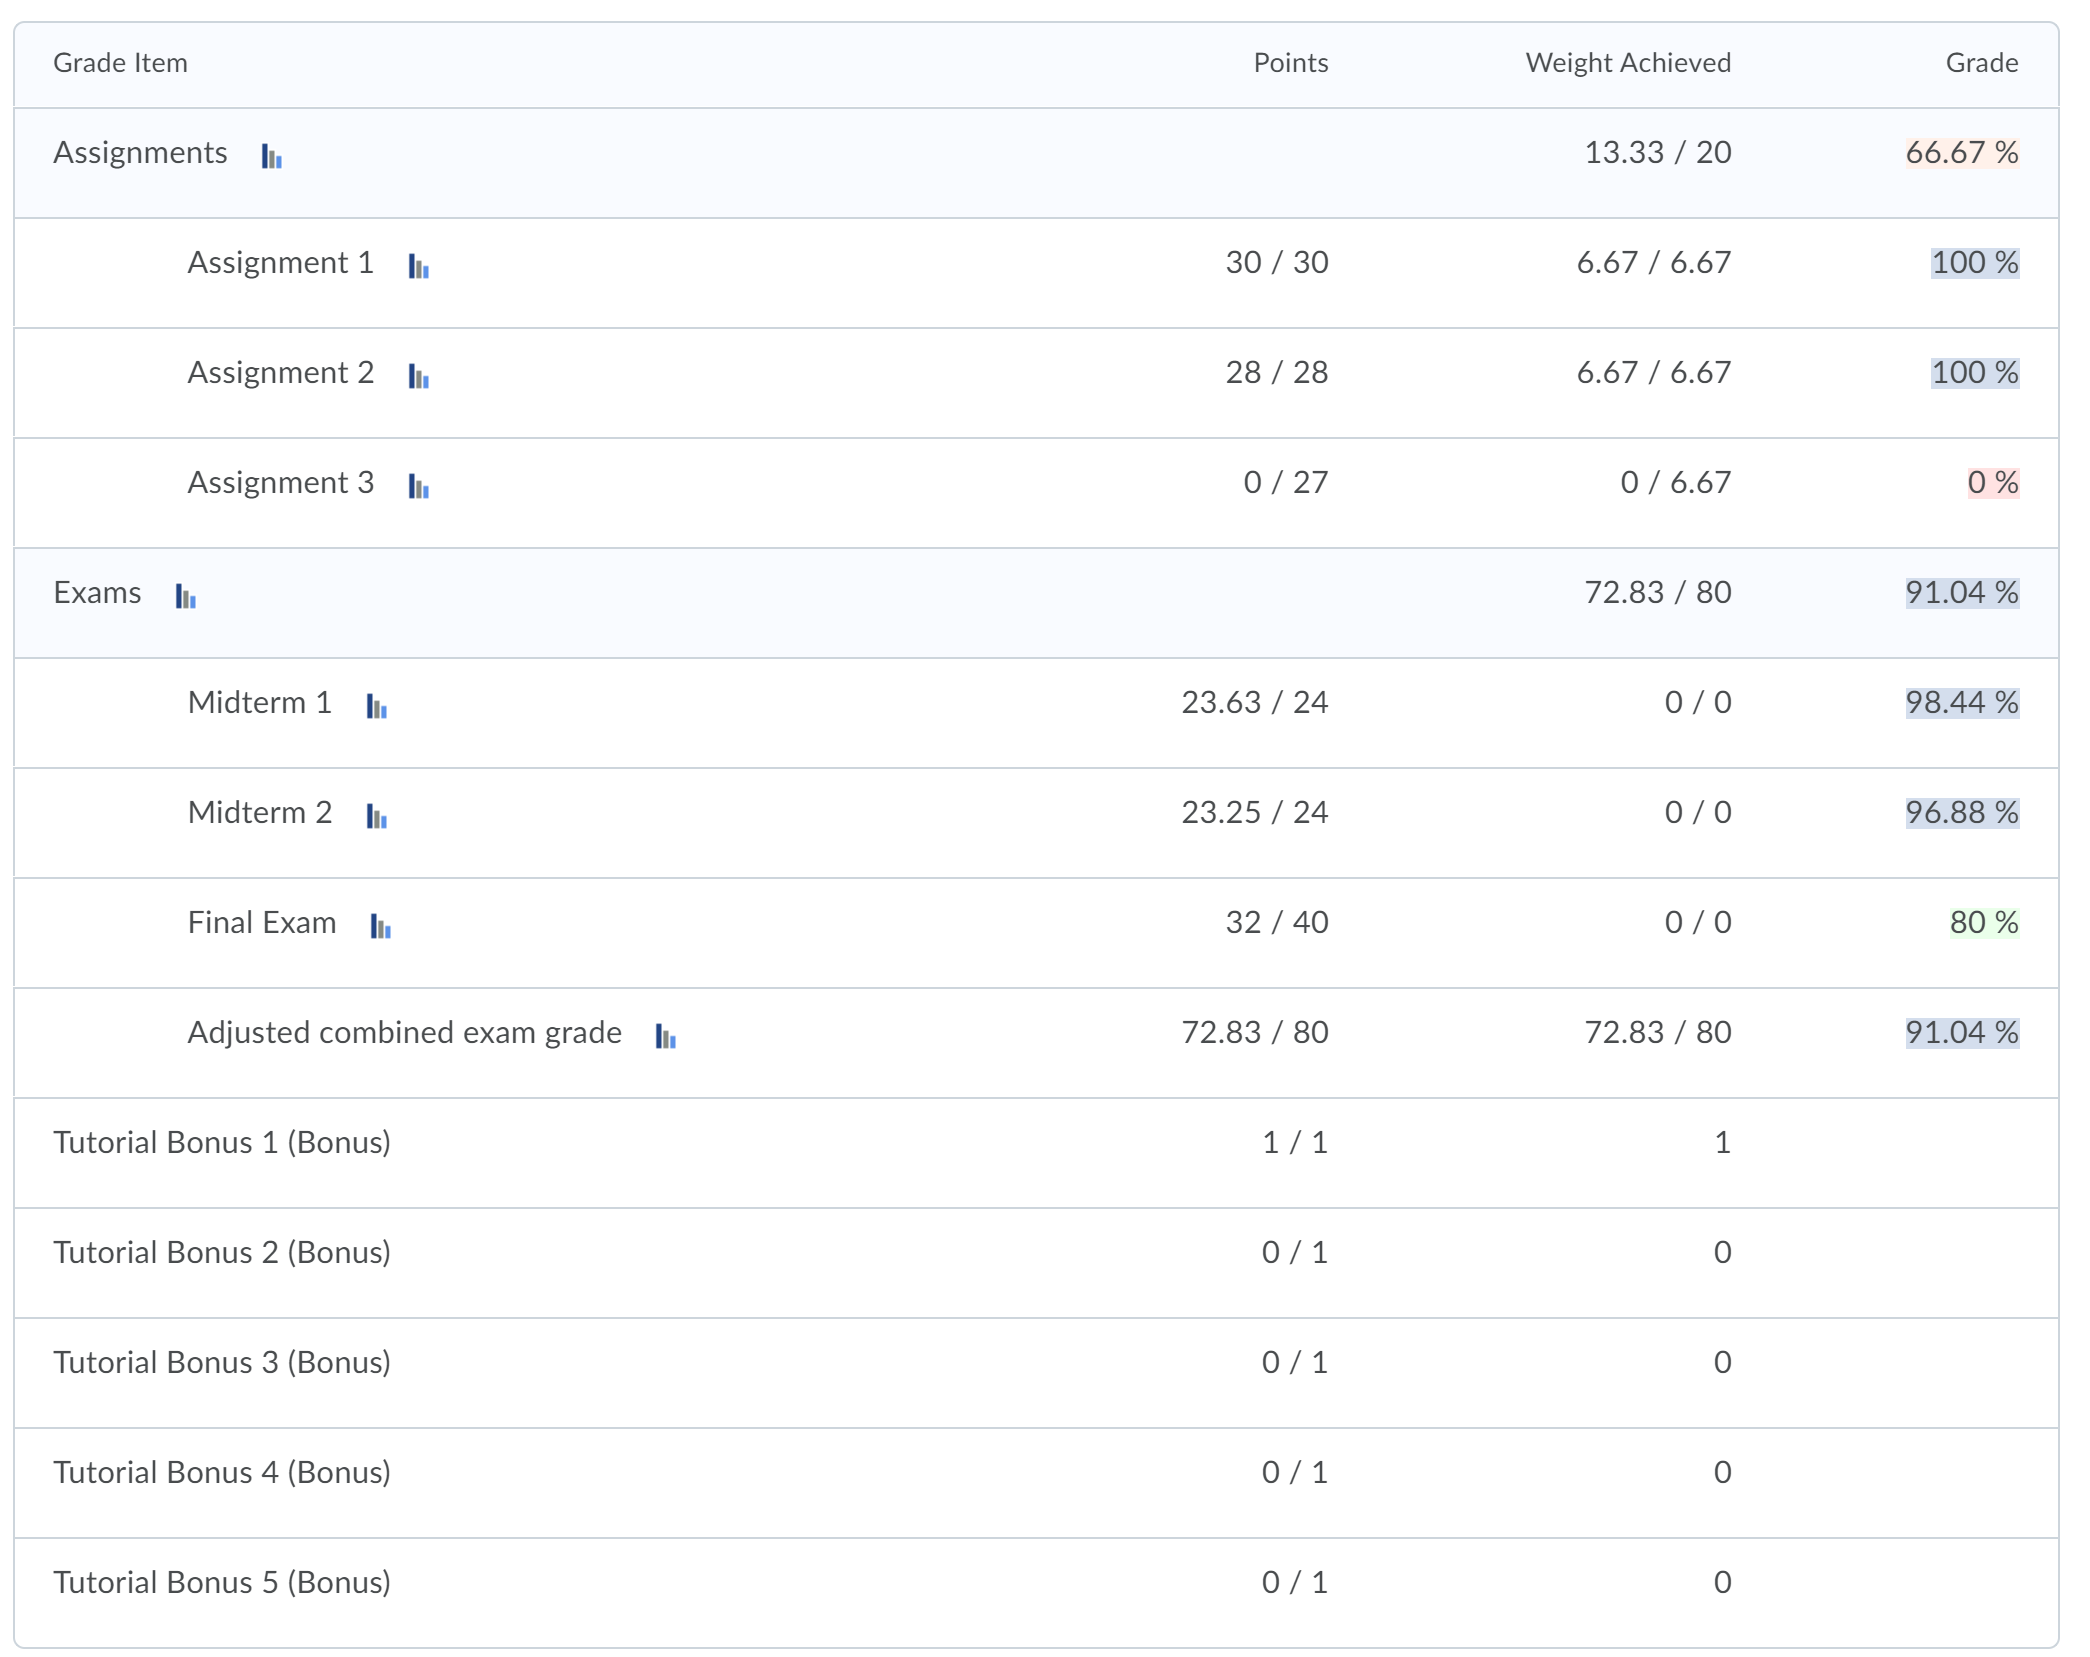 Grade Item Points Weight Achieved Grade
Assignments 13.33 / 20 66.67 %
Assignment 1 30 / 30 6.67 / 6.67 100 %
Assignment 2 28 / 28 6.67 / 6.67 100 %
Assignment 3 0 / 27 0 / 6.67 0 %
Exams 72.83 / 80 91.04 %
Midterm 1 23.63 / 24 0 / 0 98.44 %
Midterm 2 23.25 / 24 0 / 0 96.88 %
Final Exam 32 / 40 0 / 0 80 %
Adjusted combined exam grade 72.83 / 80 72.83 / 80 91.04 %
Tutorial Bonus 1 (Bonus) 1 / 1 1
Tutorial Bonus 2 (Bonus) 0 / 1 0
Tutorial Bonus 3 (Bonus) 0 / 1 0
Tutorial Bonus 4 (Bonus) 0 / 1 0
Tutorial Bonus 5 (Bonus) 0 / 1 0